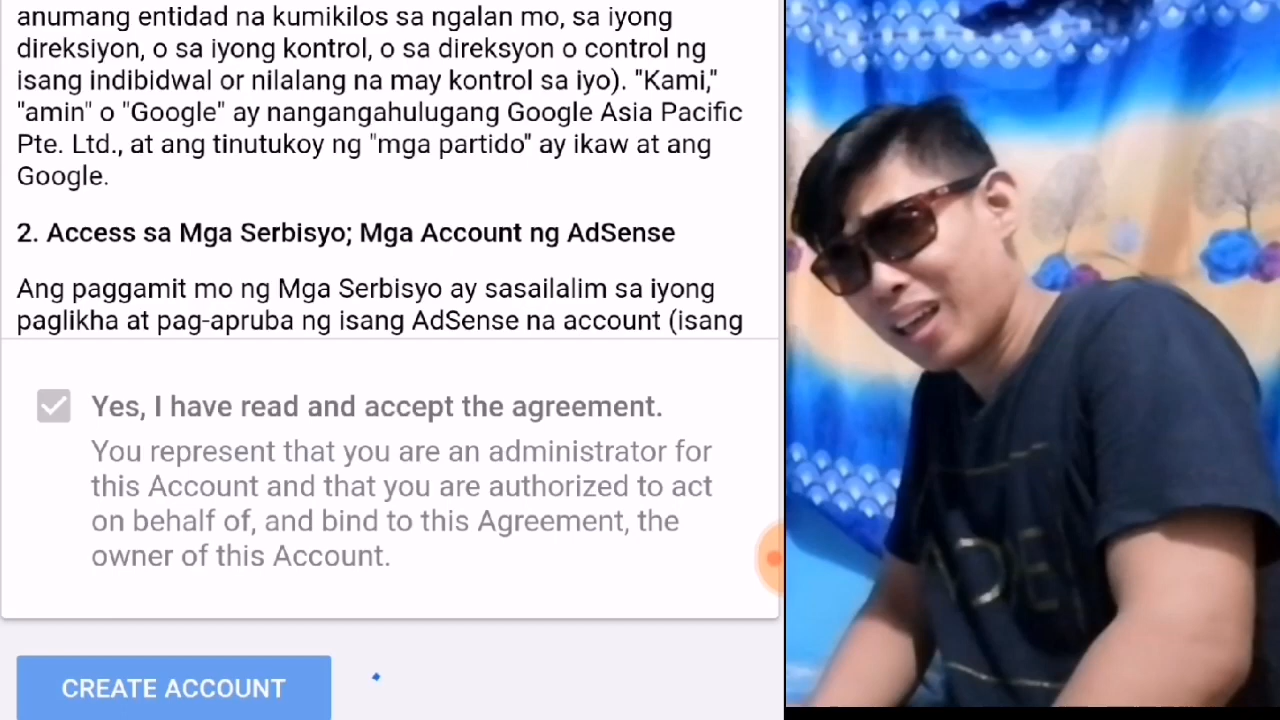 anumang entidad na kumikilos sa ngalan mo, sa iyong
direksiyon, o sa iyong kontrol, o sa direksyon o control ng
isang indibidwal or nilalang na may kontrol sa iyo). "Kami,"
"amin" o "Google" ay nangangahulugang Google Asia Pacific
Pte. Ltd., at ang tinutukoy ng "mga partido" ay ikaw at ang
Google.
2. Access sa Mga Serbisyo; Mga Account ng AdSense
Ang paggamit mo ng Mga Serbisyo ay sasailalim sa iyong
paglikha at pag-apruba ng isang AdSense na account (isang
Yes, I have read and accept the agreement.
You represent that you are an administrator for
this Account and that you are authorized to act
on behalf of, and bind to this Agreement, the
owner of this Account.
CREATE ACCOUNT